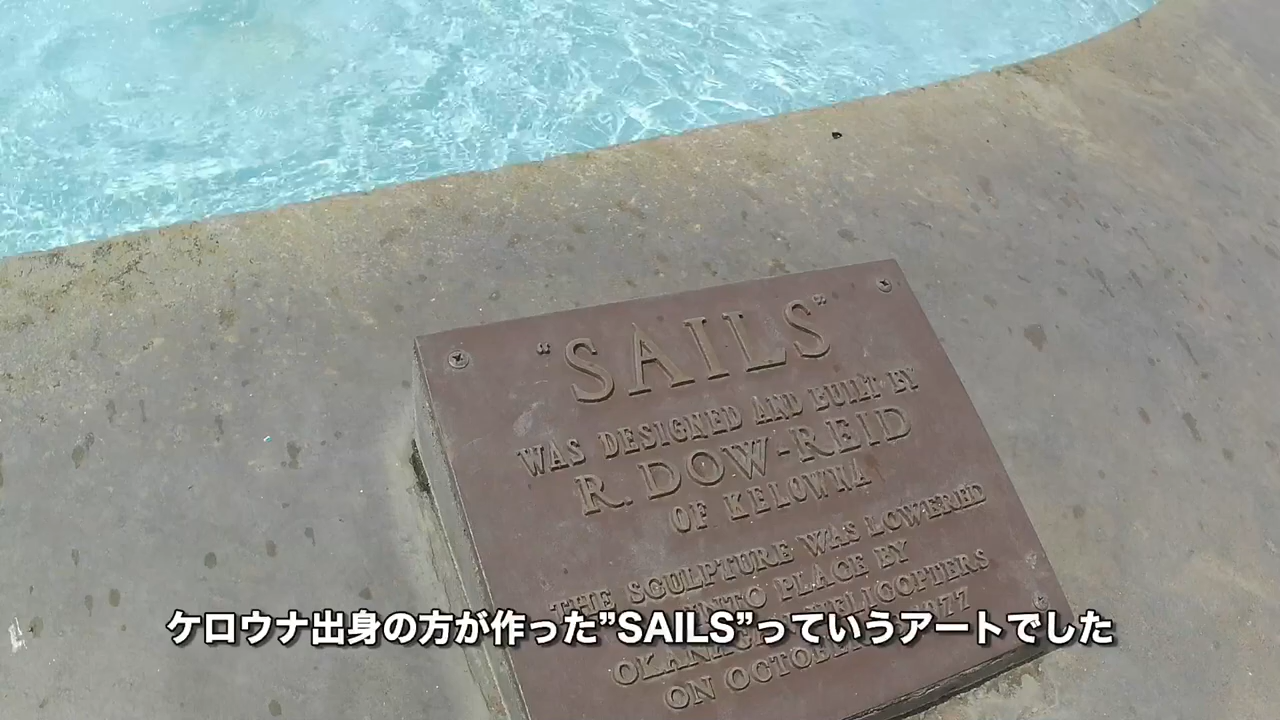 "SAILS"
WAS DESIGNED AND BUILT BY
R. DOW-REID
OF KELOWNA
THE SCULPTURE WAS LOWERED
INTO PLACE BY
OKANAGAN HELICOPTERS
ON OCTOBER
ケロウナ出身の方が作った”SAILS”っていうアートでした